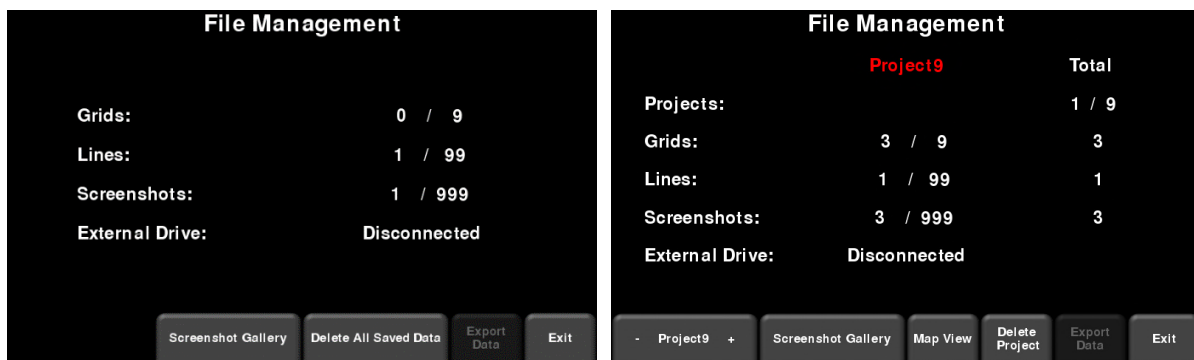 File Management
Grids: 0 / 9
Lines: 1 / 99
Screenshots: 1 / 999
External Drive: Disconnected
Screenshot Gallery Delete All Saved Data Export Data Exit
File Management
Project9 Total
Projects: 1 / 9
Grids: 3 / 9 3
Lines: 1 / 99 1
Screenshots: 3 / 999 3
External Drive: Disconnected
- Project9 + Screenshot Gallery Map View Delete Project Export Data Exit